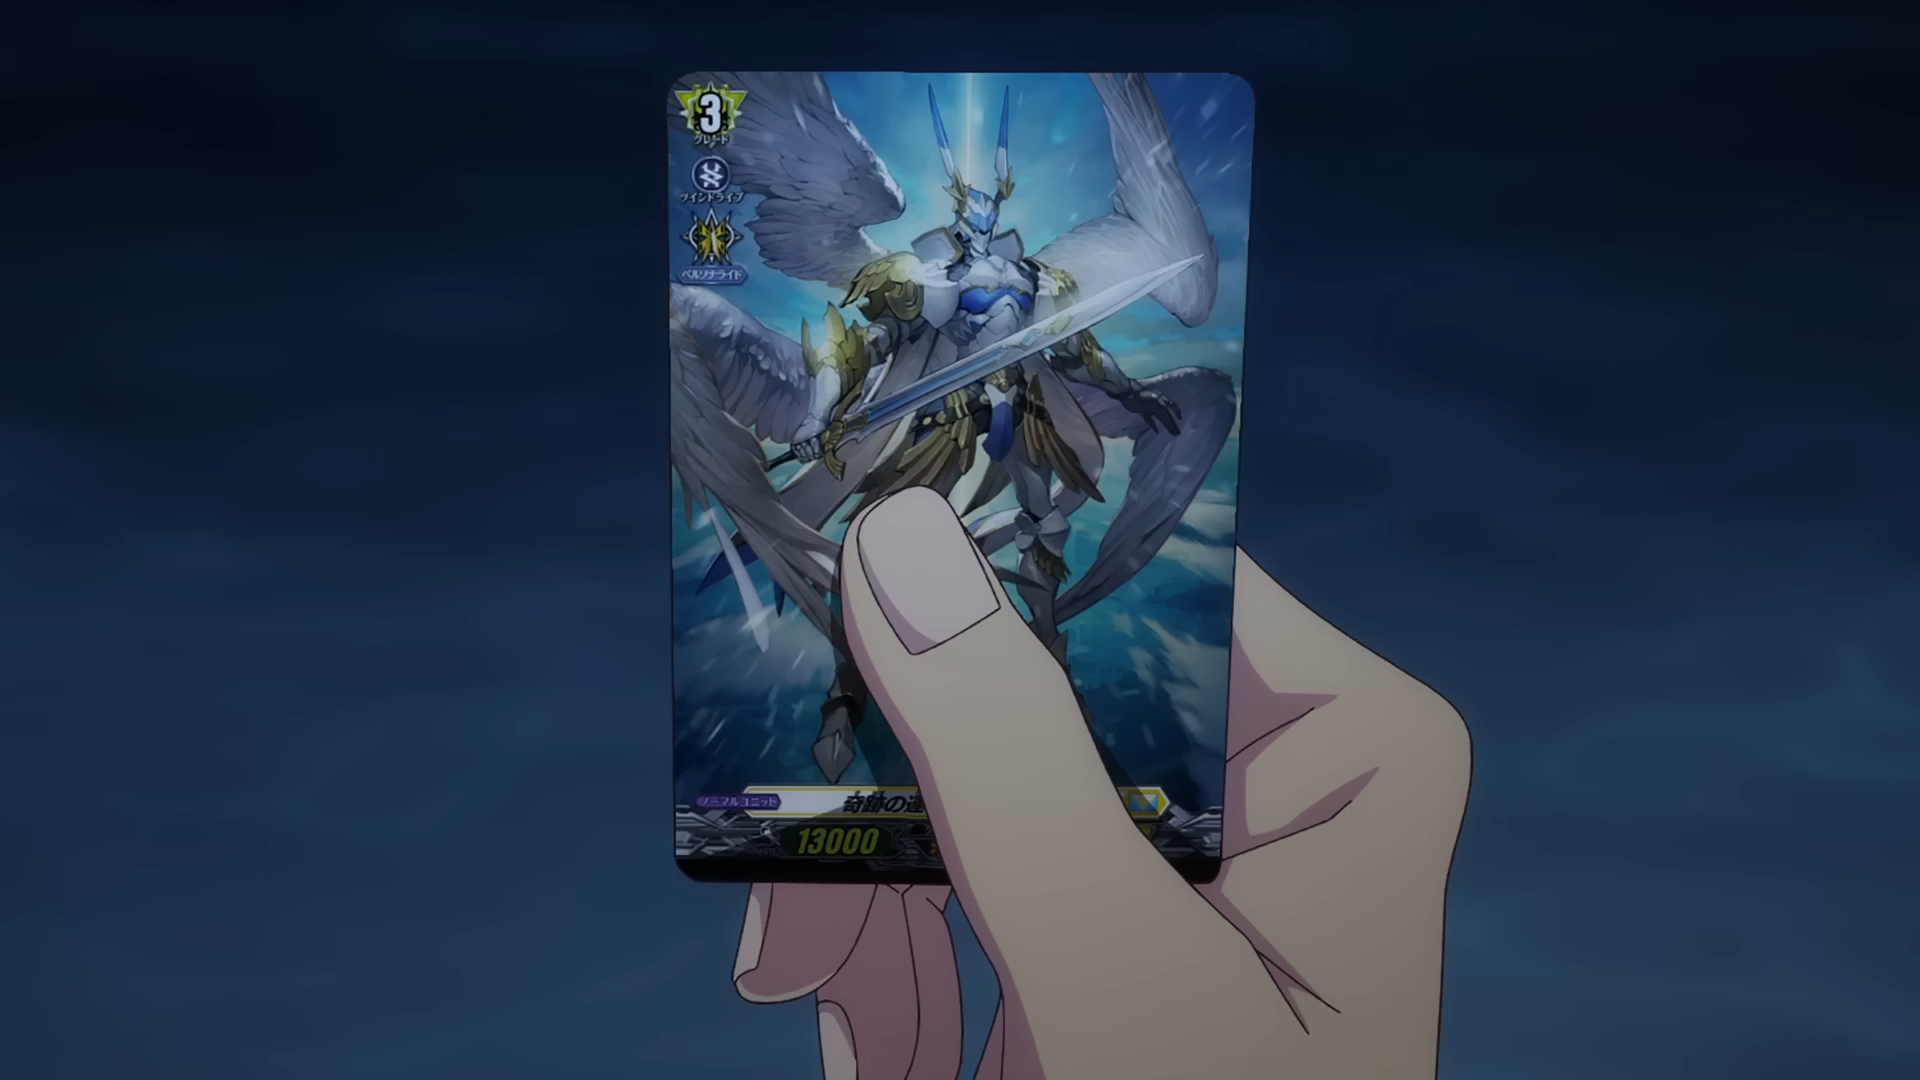 3
グレード
ツインドライブ
ペルソナライド
ノーマルユニット
奇跡の運
13000